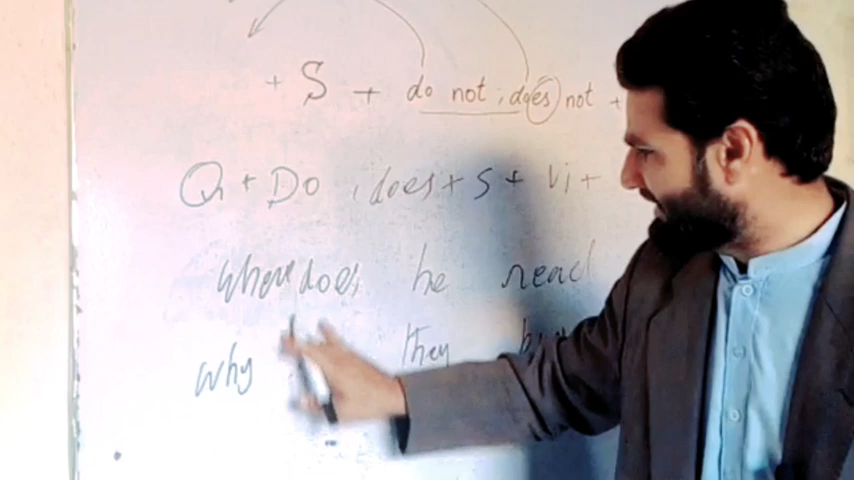 + S + do not , does not +
Q + Do , does + S + V1 +
where does he read
why they